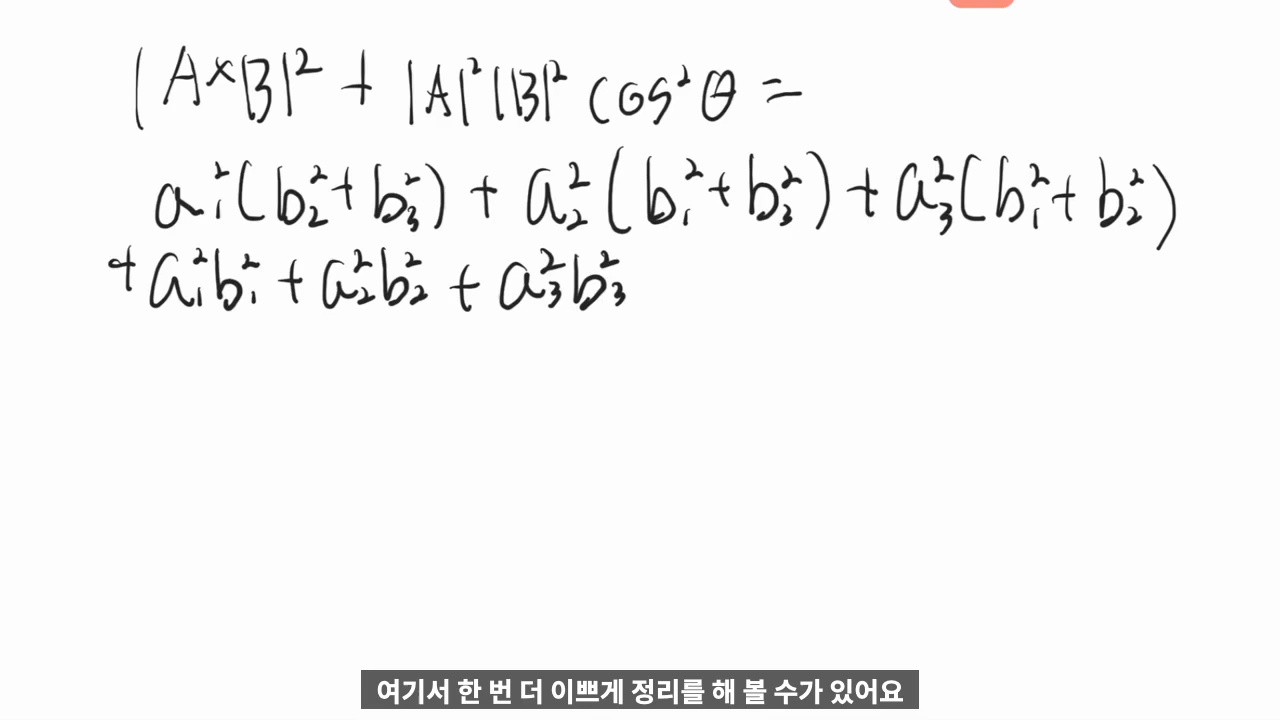 |A×B|² + |A|²|B|² cos²θ =
a₁²(b₂²+b₃²) + a₂²(b₁²+b₃²) + a₃²(b₁²+b₂²)
+a₁²b₁² + a₂²b₂² + a₃²b₃²
여기서 한 번 더 이쁘게 정리를 해 볼 수가 있어요